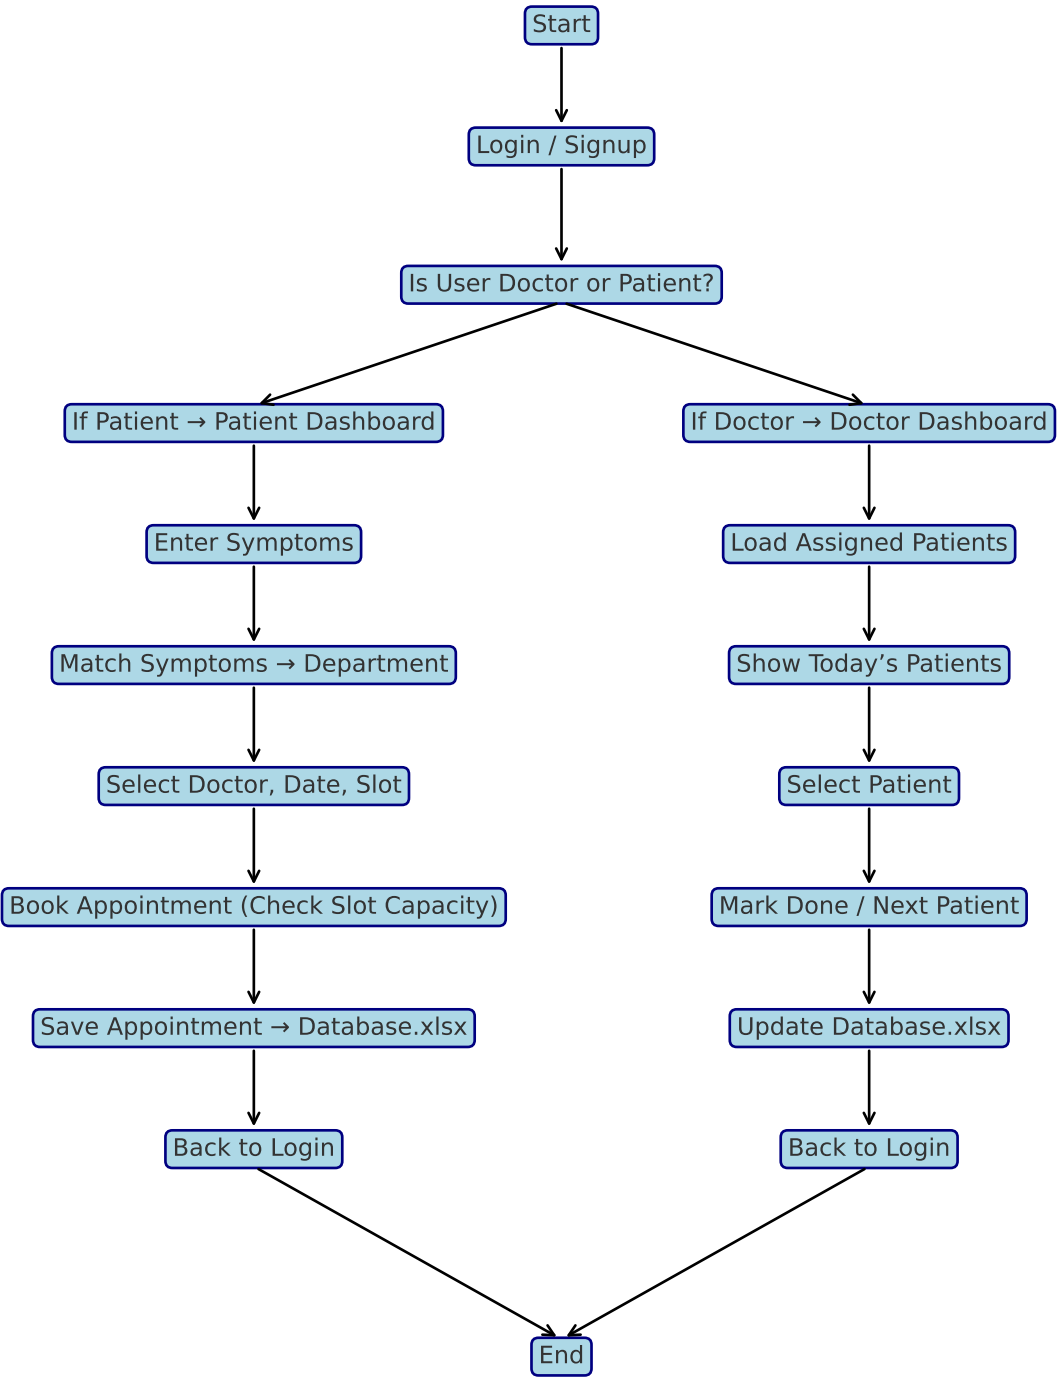 Start
Login / Signup
Is User Doctor or Patient?
If Patient → Patient Dashboard
If Doctor → Doctor Dashboard
Enter Symptoms
Load Assigned Patients
Match Symptoms → Department
Show Today’s Patients
Select Doctor, Date, Slot
Select Patient
Book Appointment (Check Slot Capacity)
Mark Done / Next Patient
Save Appointment → Database.xlsx
Update Database.xlsx
Back to Login
Back to Login
End